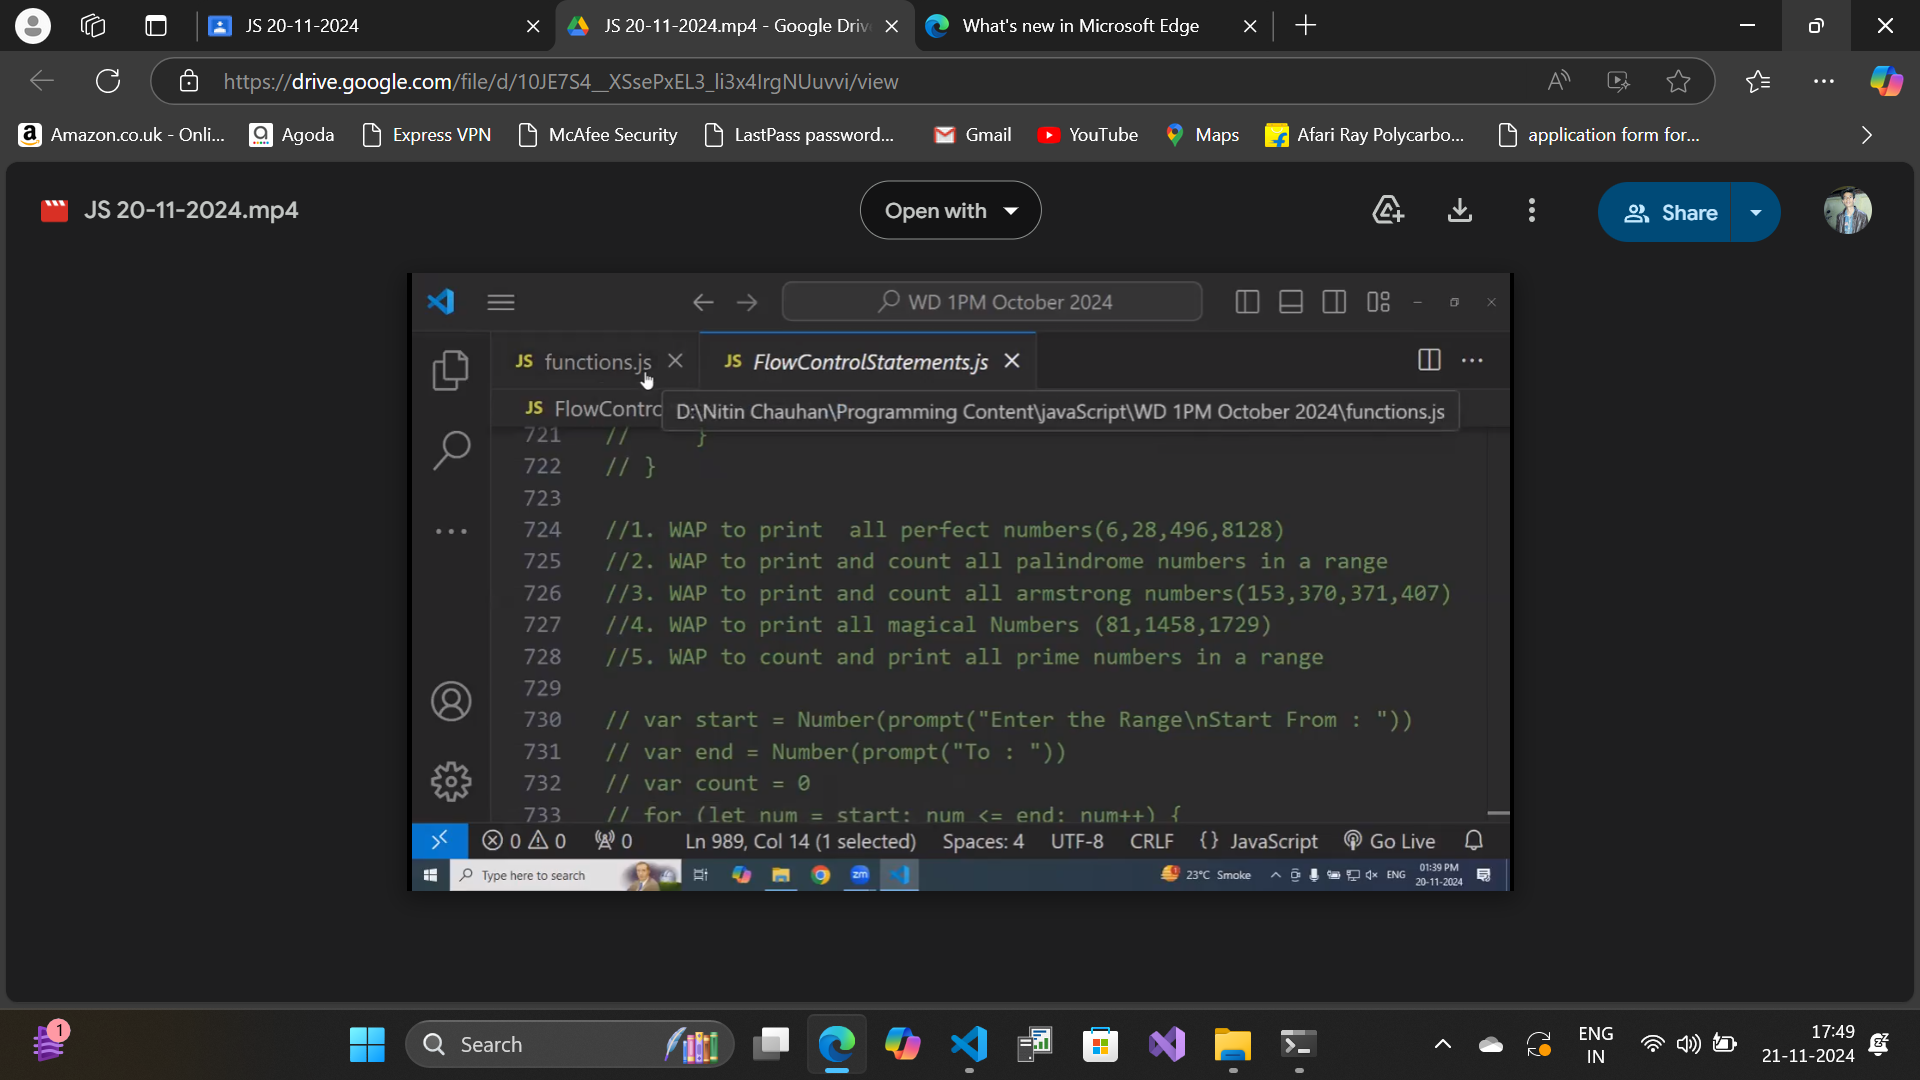 JS 20-11-2024
JS 20-11-2024.mp4 - Google Driv
What's new in Microsoft Edge
https://drive.google.com/file/d/10JE7S4__XSsePxEL3_li3x4IrgNUuvvi/view
Amazon.co.uk - Onli...
Agoda
Express VPN
McAfee Security
LastPass password...
Gmail
YouTube
Maps
Afari Ray Polycarbo...
application form for...
JS 20-11-2024.mp4
Open with
Share
WD 1PM October 2024
JS functions.js
JS FlowControlStatements.js
JS FlowContro
D:\Nitin Chauhan\Programming Content\javaScript\WD 1PM October 2024\functions.js
721 // }
722 // }
723
724 //1. WAP to print  all perfect numbers(6,28,496,8128)
725 //2. WAP to print and count all palindrome numbers in a range
726 //3. WAP to print and count all armstrong numbers(153,370,371,407)
727 //4. WAP to print all magical Numbers (81,1458,1729)
728 //5. WAP to count and print all prime numbers in a range
729
730 // var start = Number(prompt("Enter the Range\nStart From : "))
731 // var end = Number(prompt("To : "))
732 // var count = 0
733 // for (let num = start; num <= end; num++) {
0 0 0 Ln 989, Col 14 (1 selected) Spaces: 4 UTF-8 CRLF {} JavaScript Go Live
Type here to search
zm
23°C Smoke
ENG
01:39 PM
20-11-2024
1
Search
ENG
IN
17:49
21-11-2024